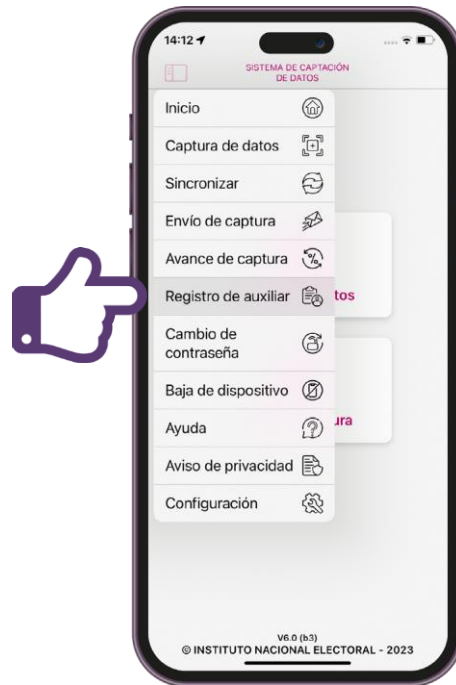 14:12
SISTEMA DE CAPTACIÓN
DE DATOS
Inicio
Captura de datos
Sincronizar
Envío de captura
Avance de captura
Registro de auxiliar
tos
Cambio de
contraseña
Baja de dispositivo
Ayuda
ura
Aviso de privacidad
Configuración
V6.0 (b3)
© INSTITUTO NACIONAL ELECTORAL - 2023